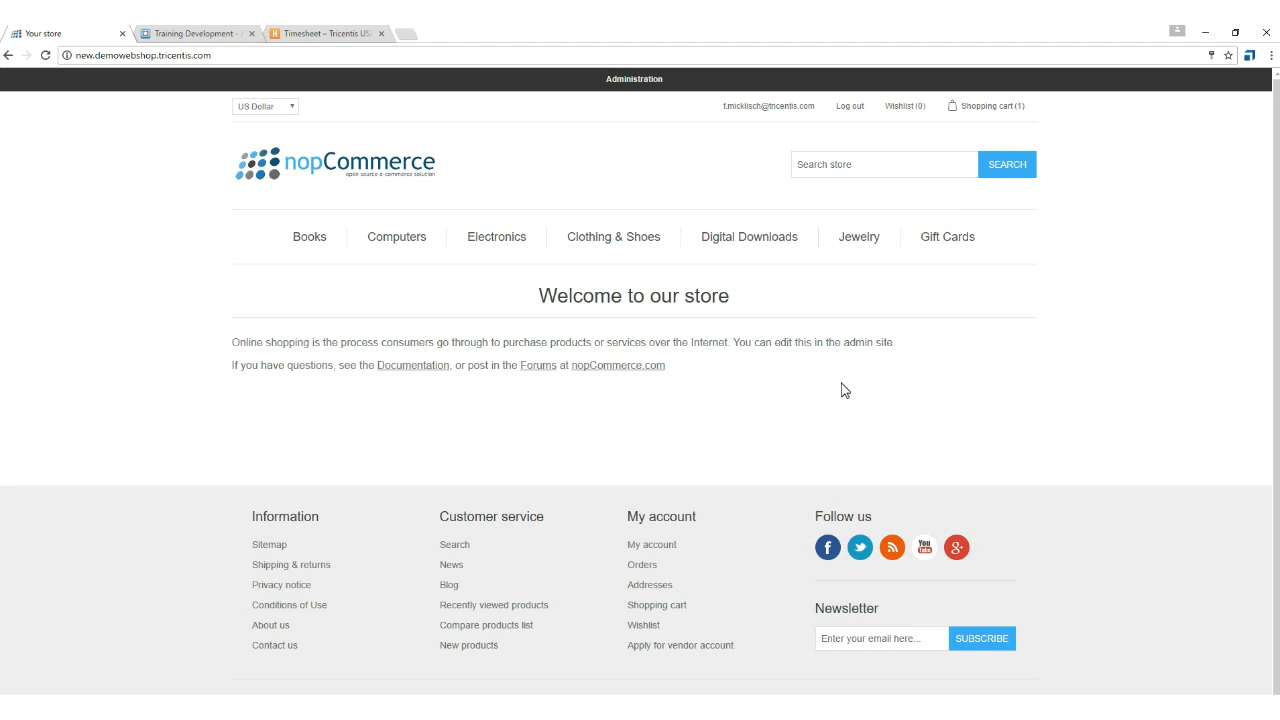 Your store
Training Development -
Timesheet – Tricentis US
new.demowebshop.tricentis.com
Administration
US Dollar
f.micklisch@tricentis.com
Log out
Wishlist (0)
Shopping cart (1)
nopCommerce
open source e-commerce solution
Search store
SEARCH
Books
Computers
Electronics
Clothing & Shoes
Digital Downloads
Jewelry
Gift Cards
Welcome to our store
Online shopping is the process consumers go through to purchase products or services over the Internet. You can edit this in the admin site.
If you have questions, see the Documentation, or post in the Forums at nopCommerce.com
Information
Sitemap
Shipping & returns
Privacy notice
Conditions of Use
About us
Contact us
Customer service
Search
News
Blog
Recently viewed products
Compare products list
New products
My account
My account
Orders
Addresses
Shopping cart
Wishlist
Apply for vendor account
Follow us
You Tube
Newsletter
Enter your email here...
SUBSCRIBE